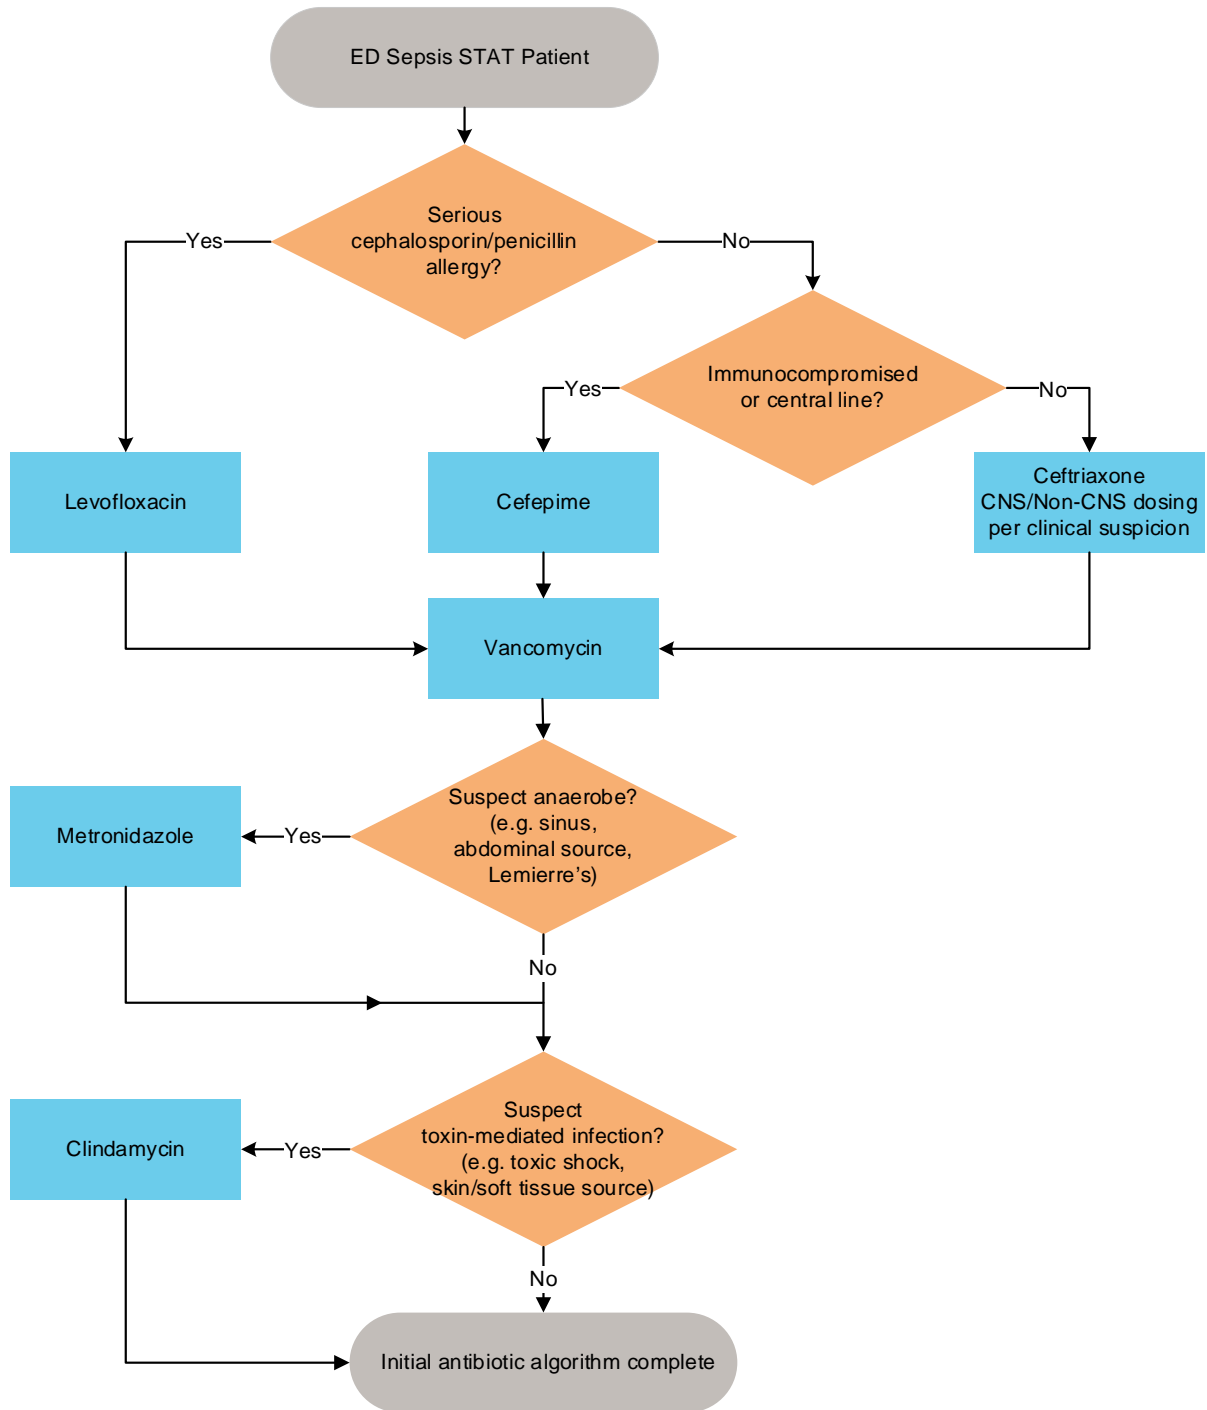 ED Sepsis STAT Patient
Serious
cephalosporin/penicillin
allergy?
Yes
No
Immunocompromised
or central line?
Yes
No
Levofloxacin
Cefepime
Ceftriaxone
CNS/Non-CNS dosing
per clinical suspicion
Vancomycin
Suspect anaerobe?
(e.g. sinus,
abdominal source,
Lemierre's)
Yes
Metronidazole
No
Suspect
toxin-mediated infection?
(e.g. toxic shock,
skin/soft tissue source)
Yes
Clindamycin
No
Initial antibiotic algorithm complete